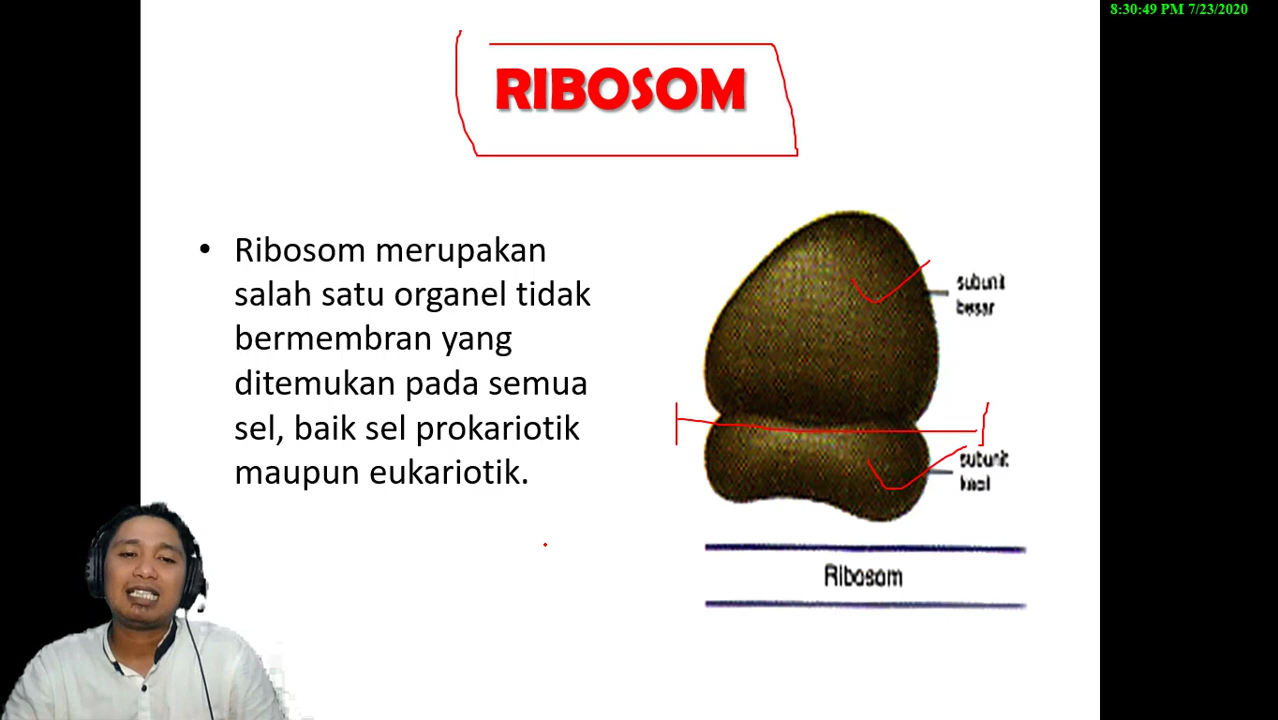 8:30:49 PM 7/23/2020
RIBOSOM
• Ribosom merupakan
salah satu organel tidak
bermembran yang
ditemukan pada semua
sel, baik sel prokariotik
maupun eukariotik.
subunit
besar
subunit
kecil
Ribosom